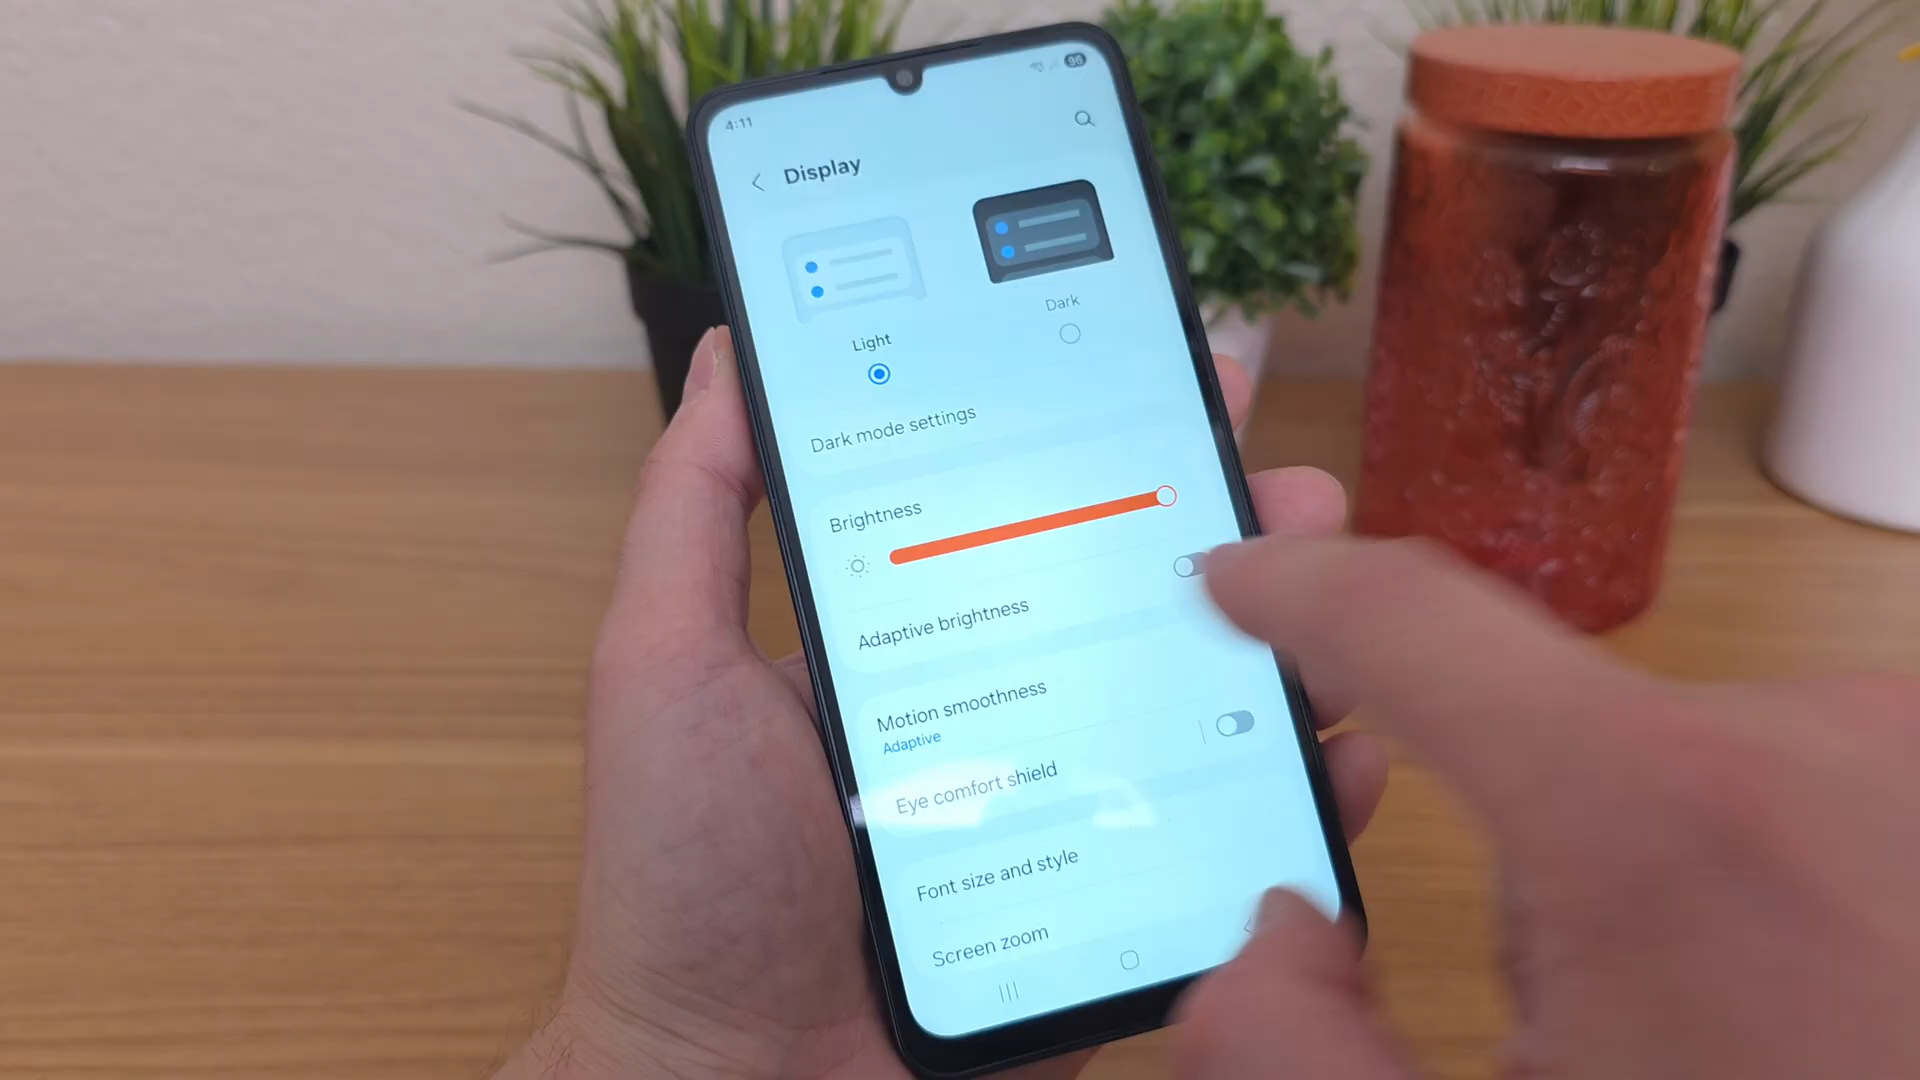 4:11
96
Display
Light
Dark
Dark mode settings
Brightness
Adaptive brightness
Motion smoothness
Adaptive
Eye comfort shield
Font size and style
Screen zoom